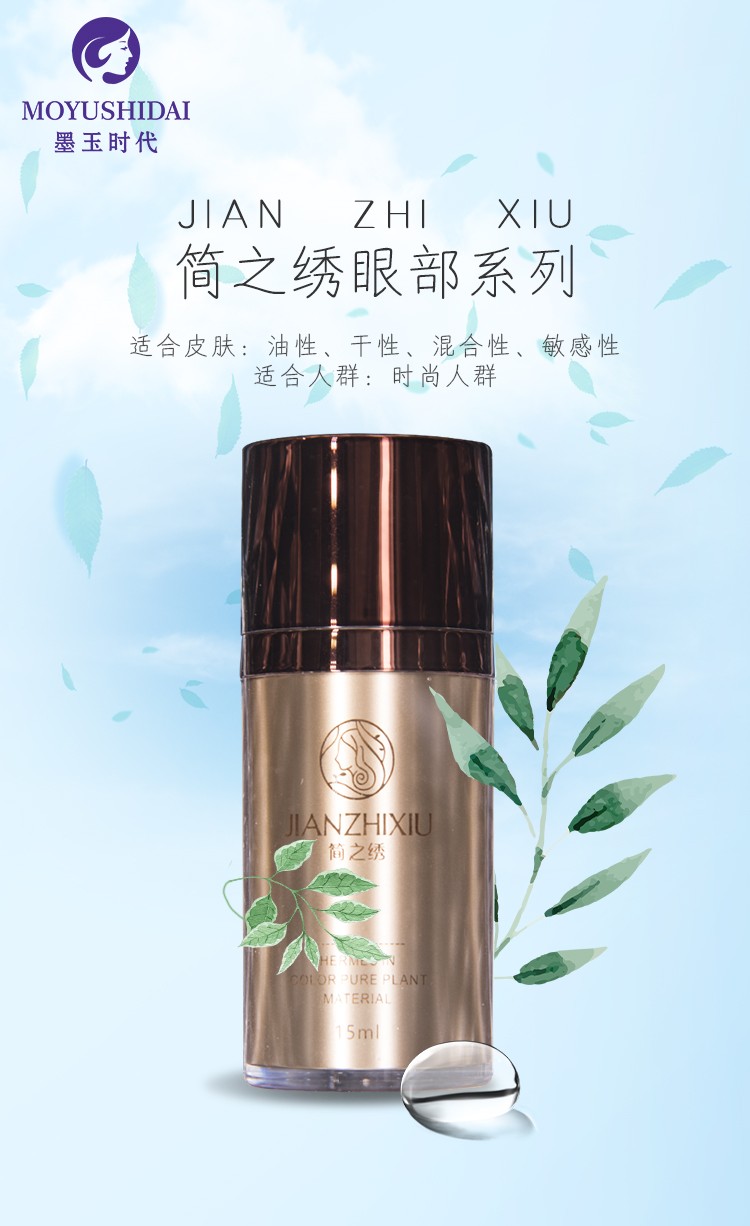 MOYUSHIDAI
墨玉时代
JIAN ZHI XIU
简之绣眼部系列
适合皮肤：油性、干性、混合性、敏感性
适合人群：时尚人群
JIANZHIXIU
简之绣
HERMES IN
COLOR PURE PLANT
MATERIAL
15ml